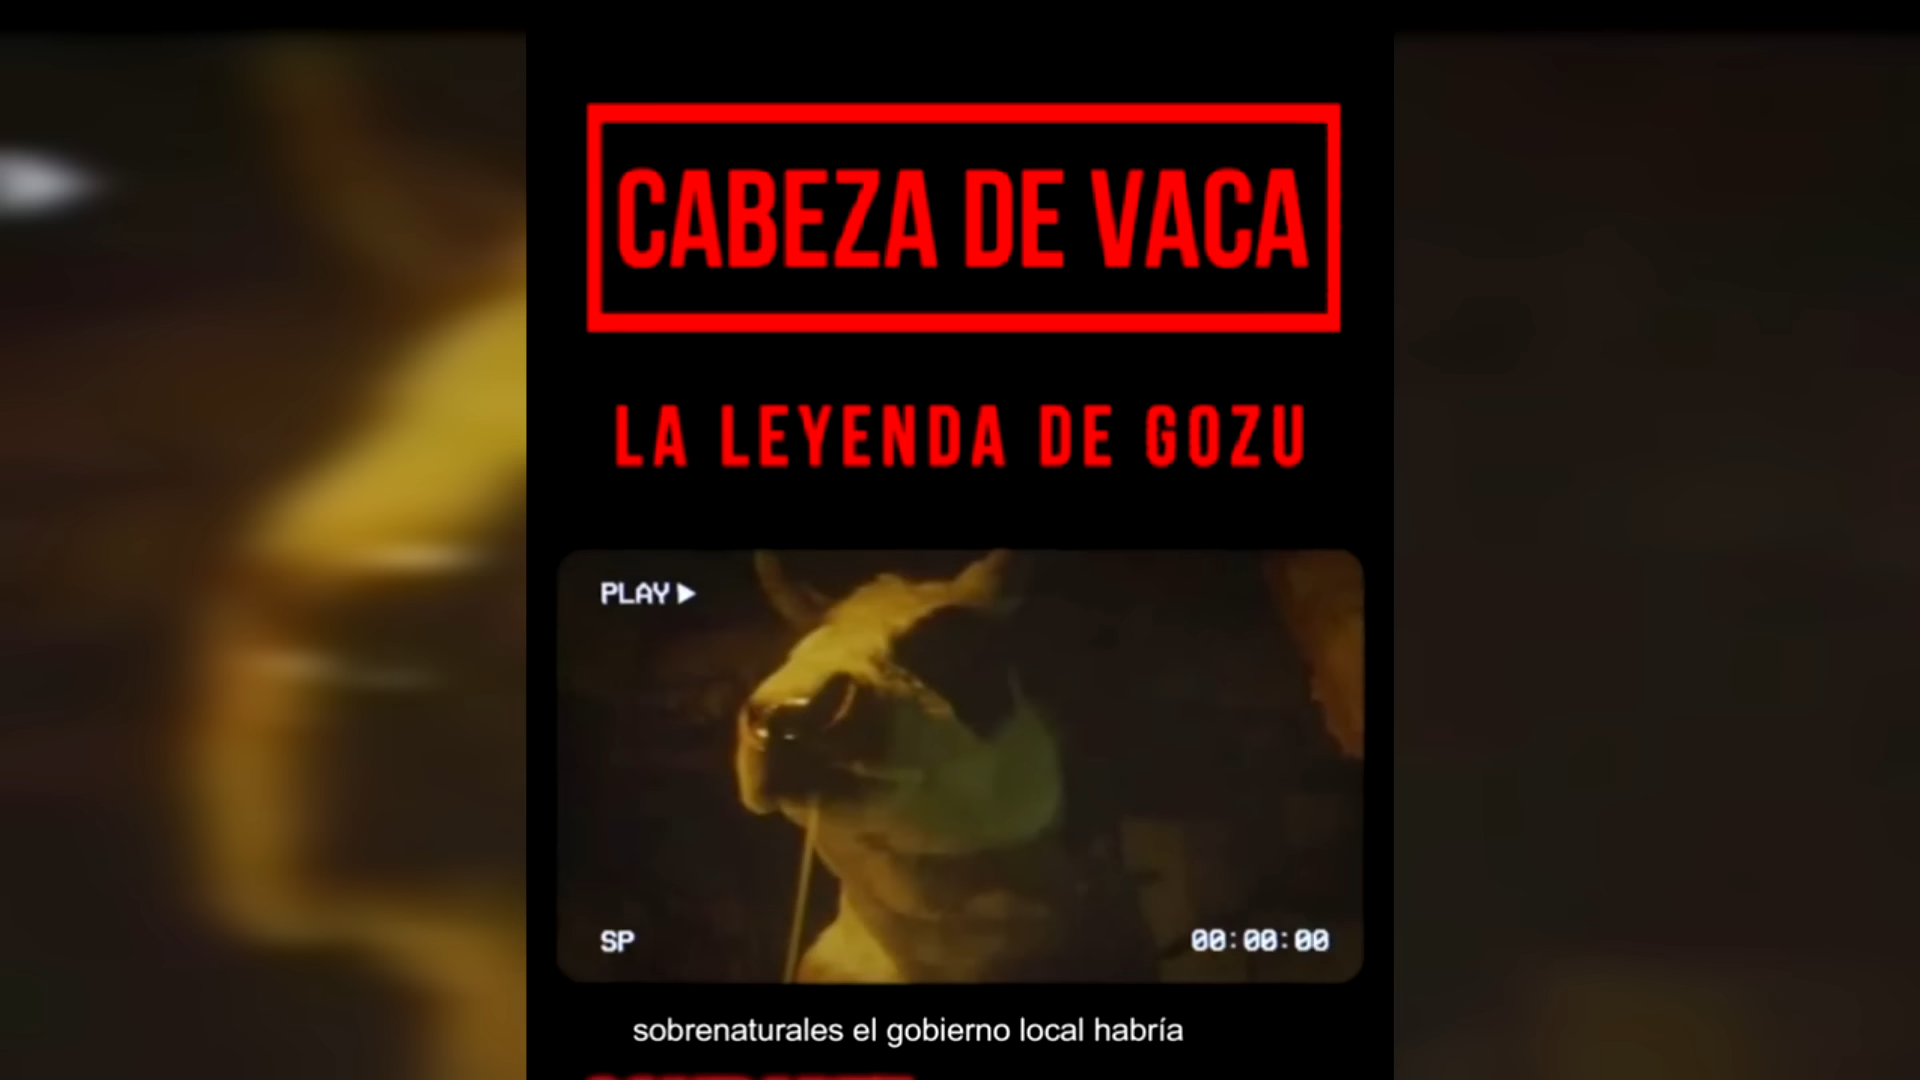 CABEZA DE VACA
LA LEYENDA DE GOZU
PLAY
SP
00:00:00
sobrenaturales el gobierno local habría